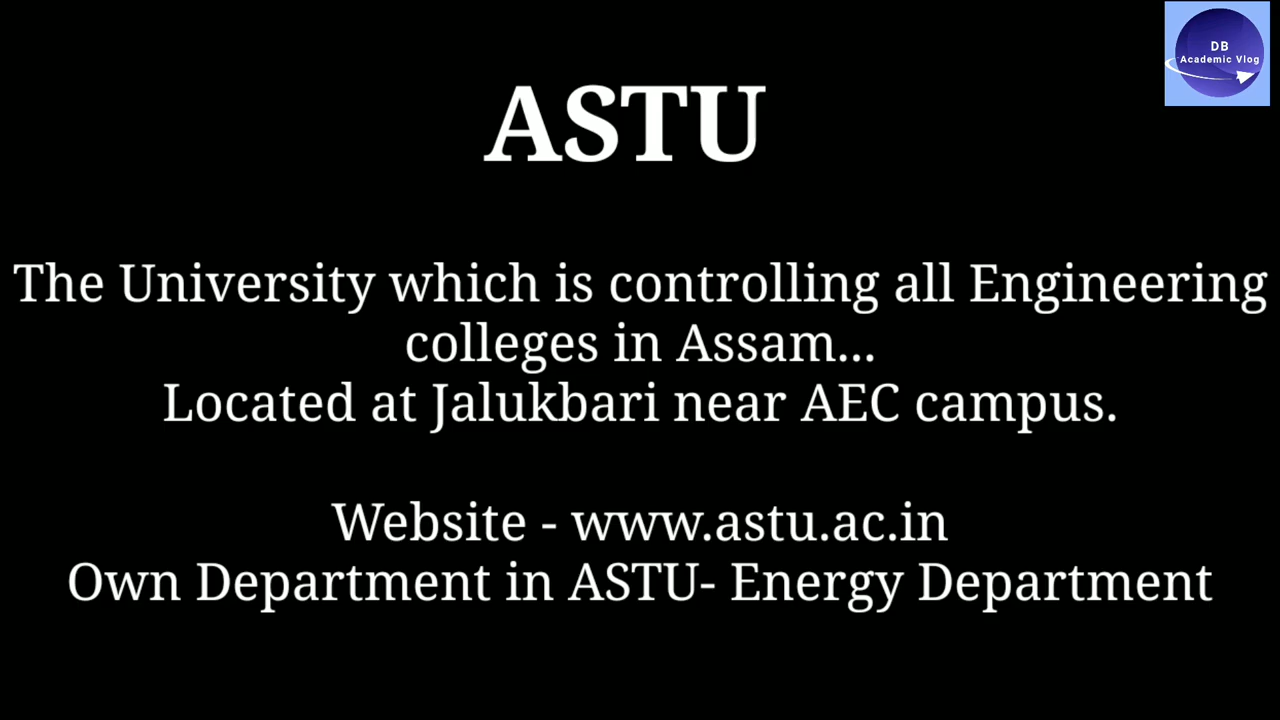 DB
Academic Vlog
ASTU
The University which is controlling all Engineering
colleges in Assam...
Located at Jalukbari near AEC campus.
Website - www.astu.ac.in
Own Department in ASTU- Energy Department